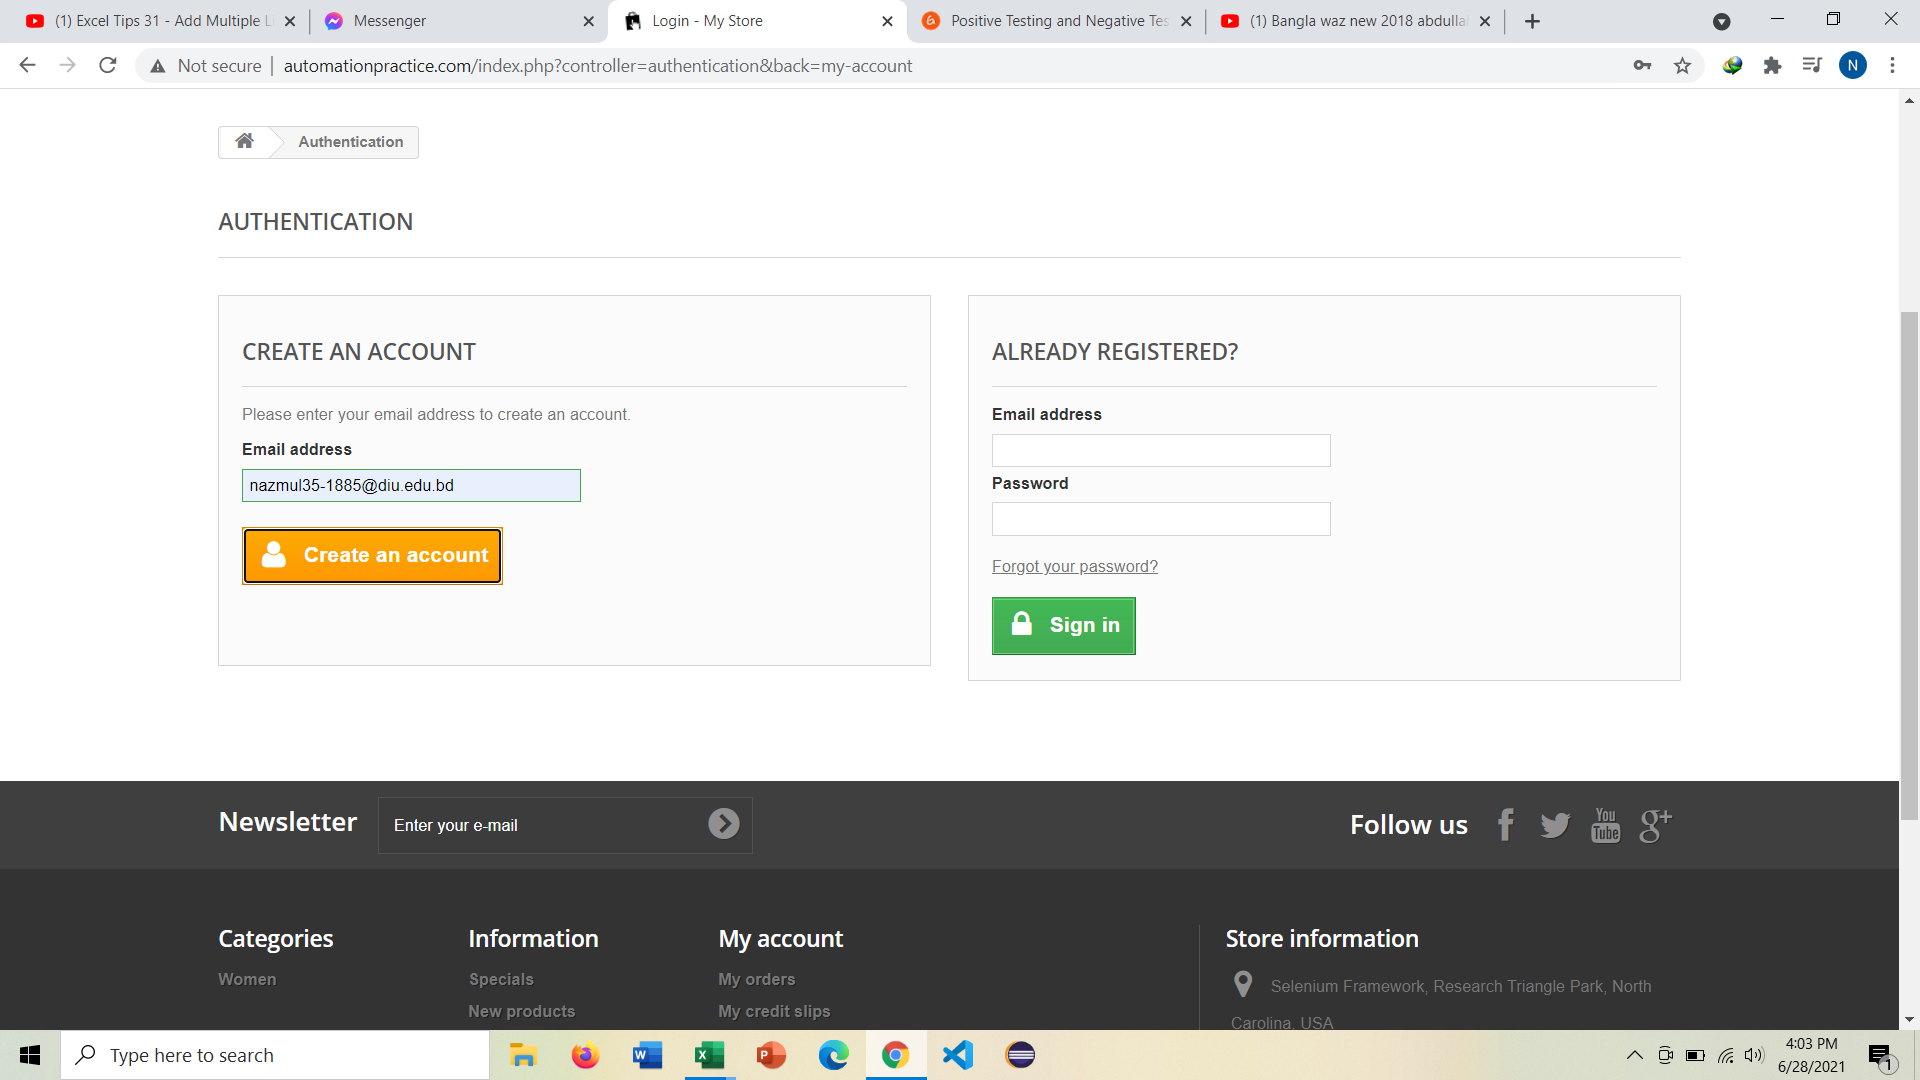 (1) Excel Tips 31 - Add Multiple
Messenger
Login - My Store
Positive Testing and Negative Tes
(1) Bangla waz new 2018 abdulla
Not secure
automationpractice.com/index.php?controller=authentication&back=my-account
N
Authentication
AUTHENTICATION
CREATE AN ACCOUNT
Please enter your email address to create an account.
Email address
nazmul35-1885@diu.edu.bd
Create an account
ALREADY REGISTERED?
Email address
Password
Forgot your password?
Sign in
Newsletter
Enter your e-mail
Follow us
You
Tube
g+
Categories
Women
Information
Specials
New products
My account
My orders
My credit slips
Store information
Selenium Framework, Research Triangle Park, North
Carolina, USA
Type here to search
4:03 PM
6/28/2021
1